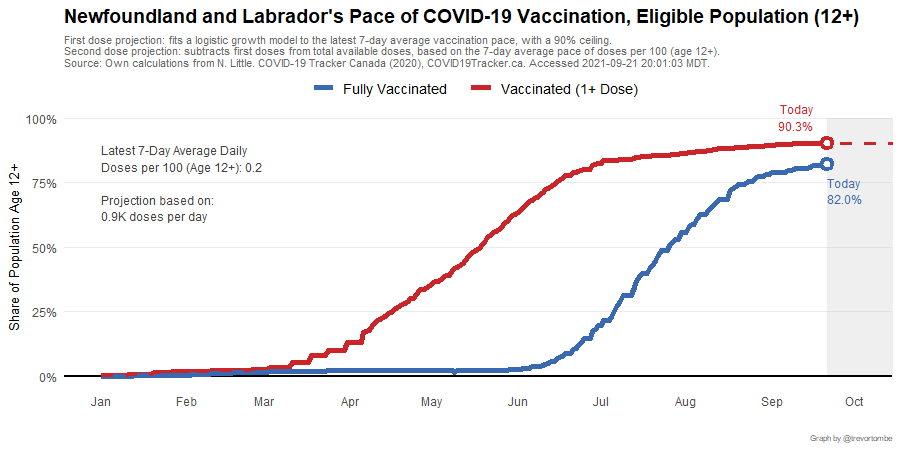 Newfoundland and Labrador's Pace of COVID-19 Vaccination, Eligible Population (12+)
First dose projection: fits a logistic growth model to the latest 7-day average vaccination pace, with a 90% ceiling.
Second dose projection: subtracts first doses from total available doses, based on the 7-day average pace of doses per 100 (age 12+).
Source: Own calculations from N. Little. COVID-19 Tracker Canada (2020), COVID19Tracker.ca. Accessed 2021-09-21 20:01:03 MDT.
Fully Vaccinated
Vaccinated (1+ Dose)
Today
90.3%
Latest 7-Day Average Daily
Doses per 100 (Age 12+): 0.2
Projection based on:
0.9K doses per day
Today
82.0%
Share of Population Age 12+
100%
75%
50%
25%
0%
Jan Feb Mar Apr May Jun Jul Aug Sep Oct
Graph by @trevortombe